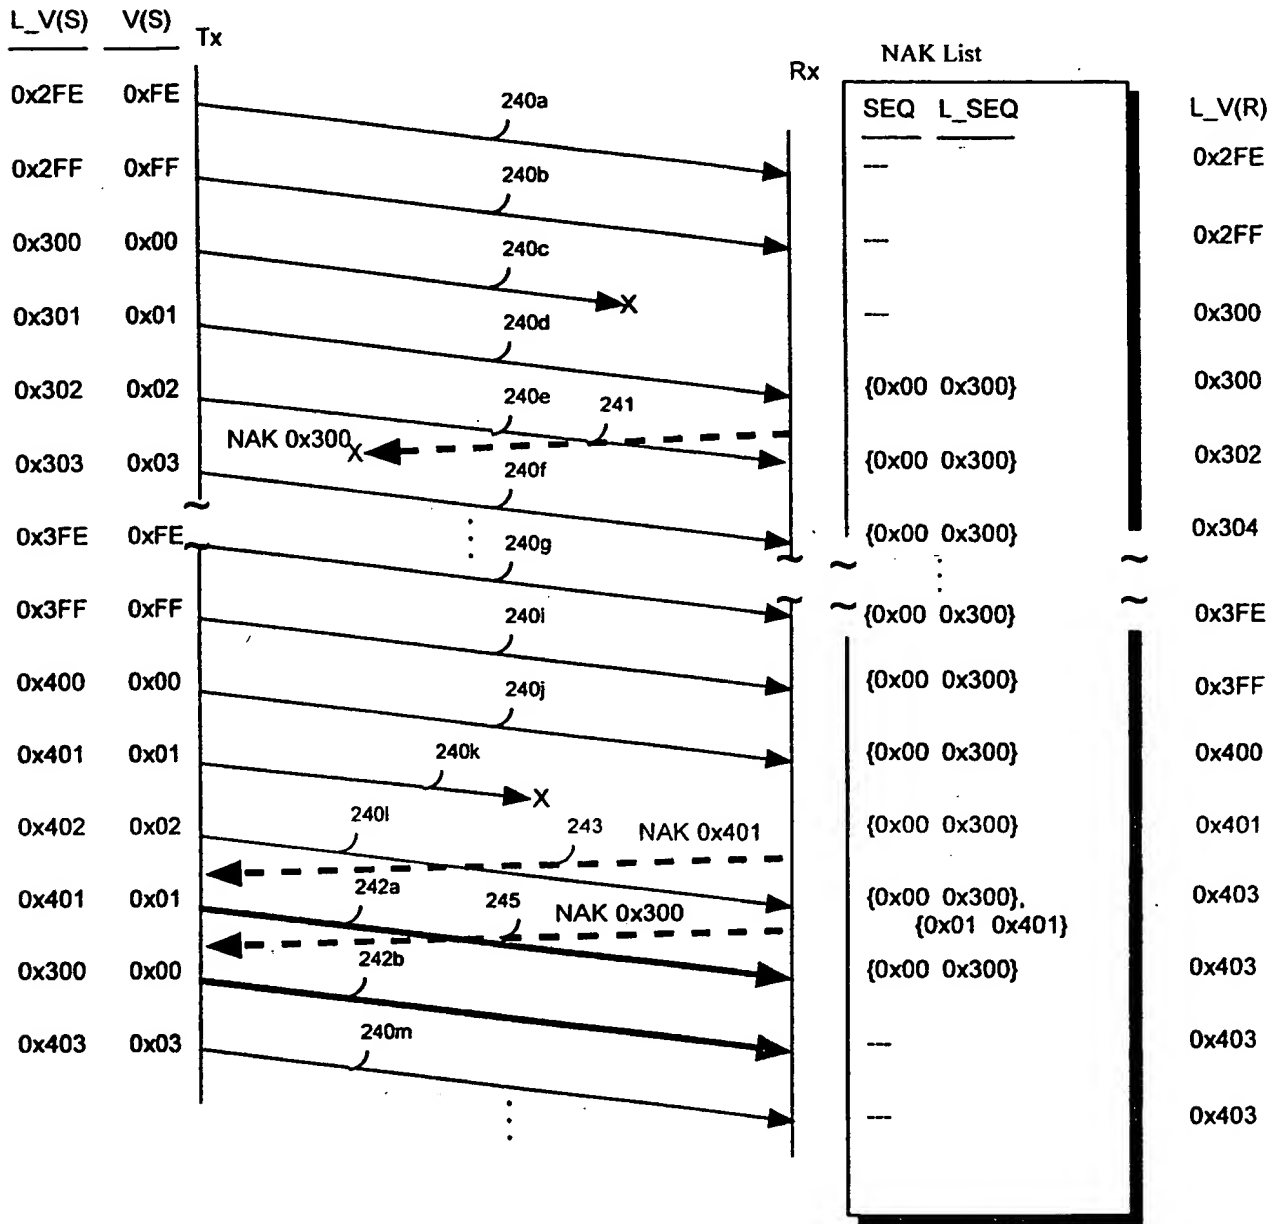 L_V(S) V(S) Tx
NAK List
Rx
SEQ L_SEQ L_V(R)
0x2FE 0xFE 240a --- 0x2FE
0x2FF 0xFF 240b --- 0x2FF
0x300 0x00 240c X --- 0x300
0x301 0x01 240d {0x00 0x300} 0x300
0x302 0x02 240e 241 {0x00 0x300} 0x302
NAK 0x300 X
0x303 0x03 240f {0x00 0x300} 0x304
0x3FE 0xFE 240g {0x00 0x300} 0x3FE
0x3FF 0xFF 240i {0x00 0x300} 0x3FF
0x400 0x00 240j {0x00 0x300} 0x400
0x401 0x01 240k X {0x00 0x300} 0x401
0x402 0x02 240l 243 NAK 0x401 {0x00 0x300}, 0x403
{0x01 0x401}
0x401 0x01 242a 245 NAK 0x300 {0x00 0x300} 0x403
0x300 0x00 242b --- 0x403
0x403 0x03 240m --- 0x403